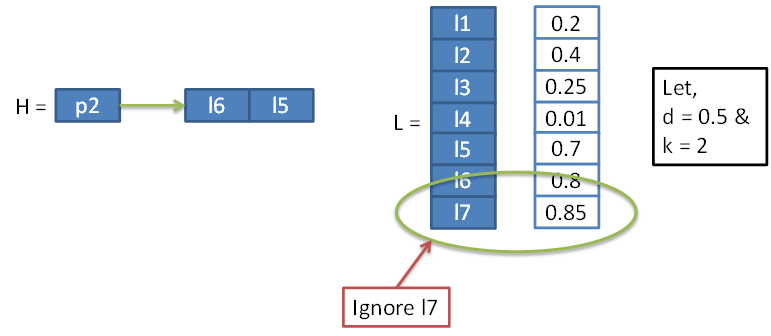 H = p2 l6 l5
L =
l1 0.2
l2 0.4
l3 0.25
l4 0.01
l5 0.7
l6 0.8
l7 0.85
Let,
d = 0.5 &
k = 2
Ignore l7